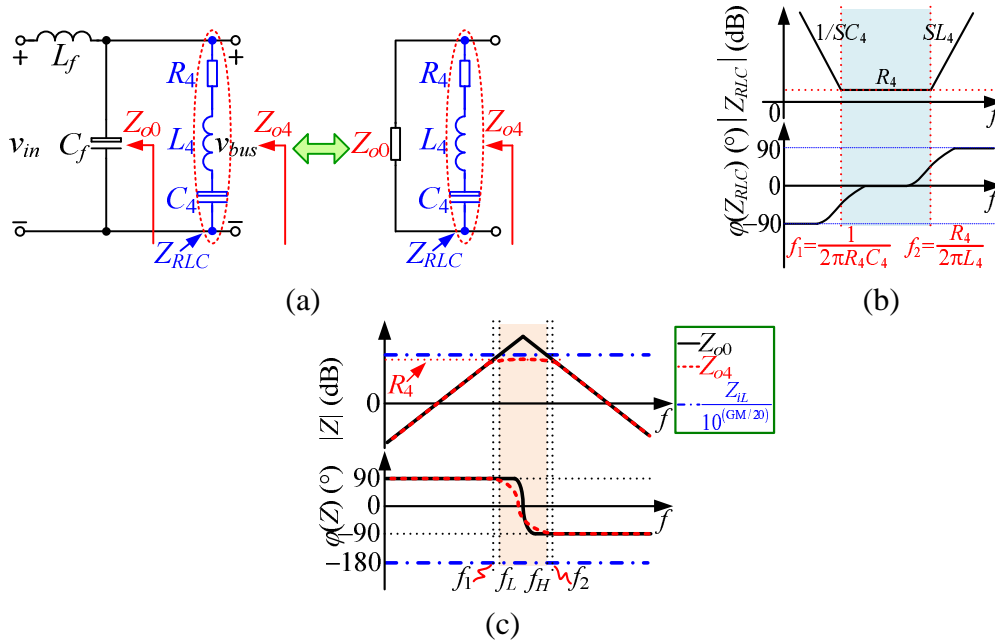 +
L_f
v_in
C_f
Z_o0
R_4
L_4
C_4
+
v_bus
Z_o4
Z_RLC
−
−
Z_o0
R_4
L_4
C_4
Z_o4
Z_RLC
(a)
|Z_RLC| (dB)
1/SC_4
SL_4
R_4
0
f
φ(Z_RLC) (°)
90
0
−90
f
f_1=1/2πR_4C_4
f_2=R_4/2πL_4
(b)
|Z| (dB)
R_4
0
f
Z_o0
Z_o4
Z_iL/10^(GM/20)
φ(Z) (°)
90
0
−90
−180
f
f_1
f_L
f_H
f_2
(c)